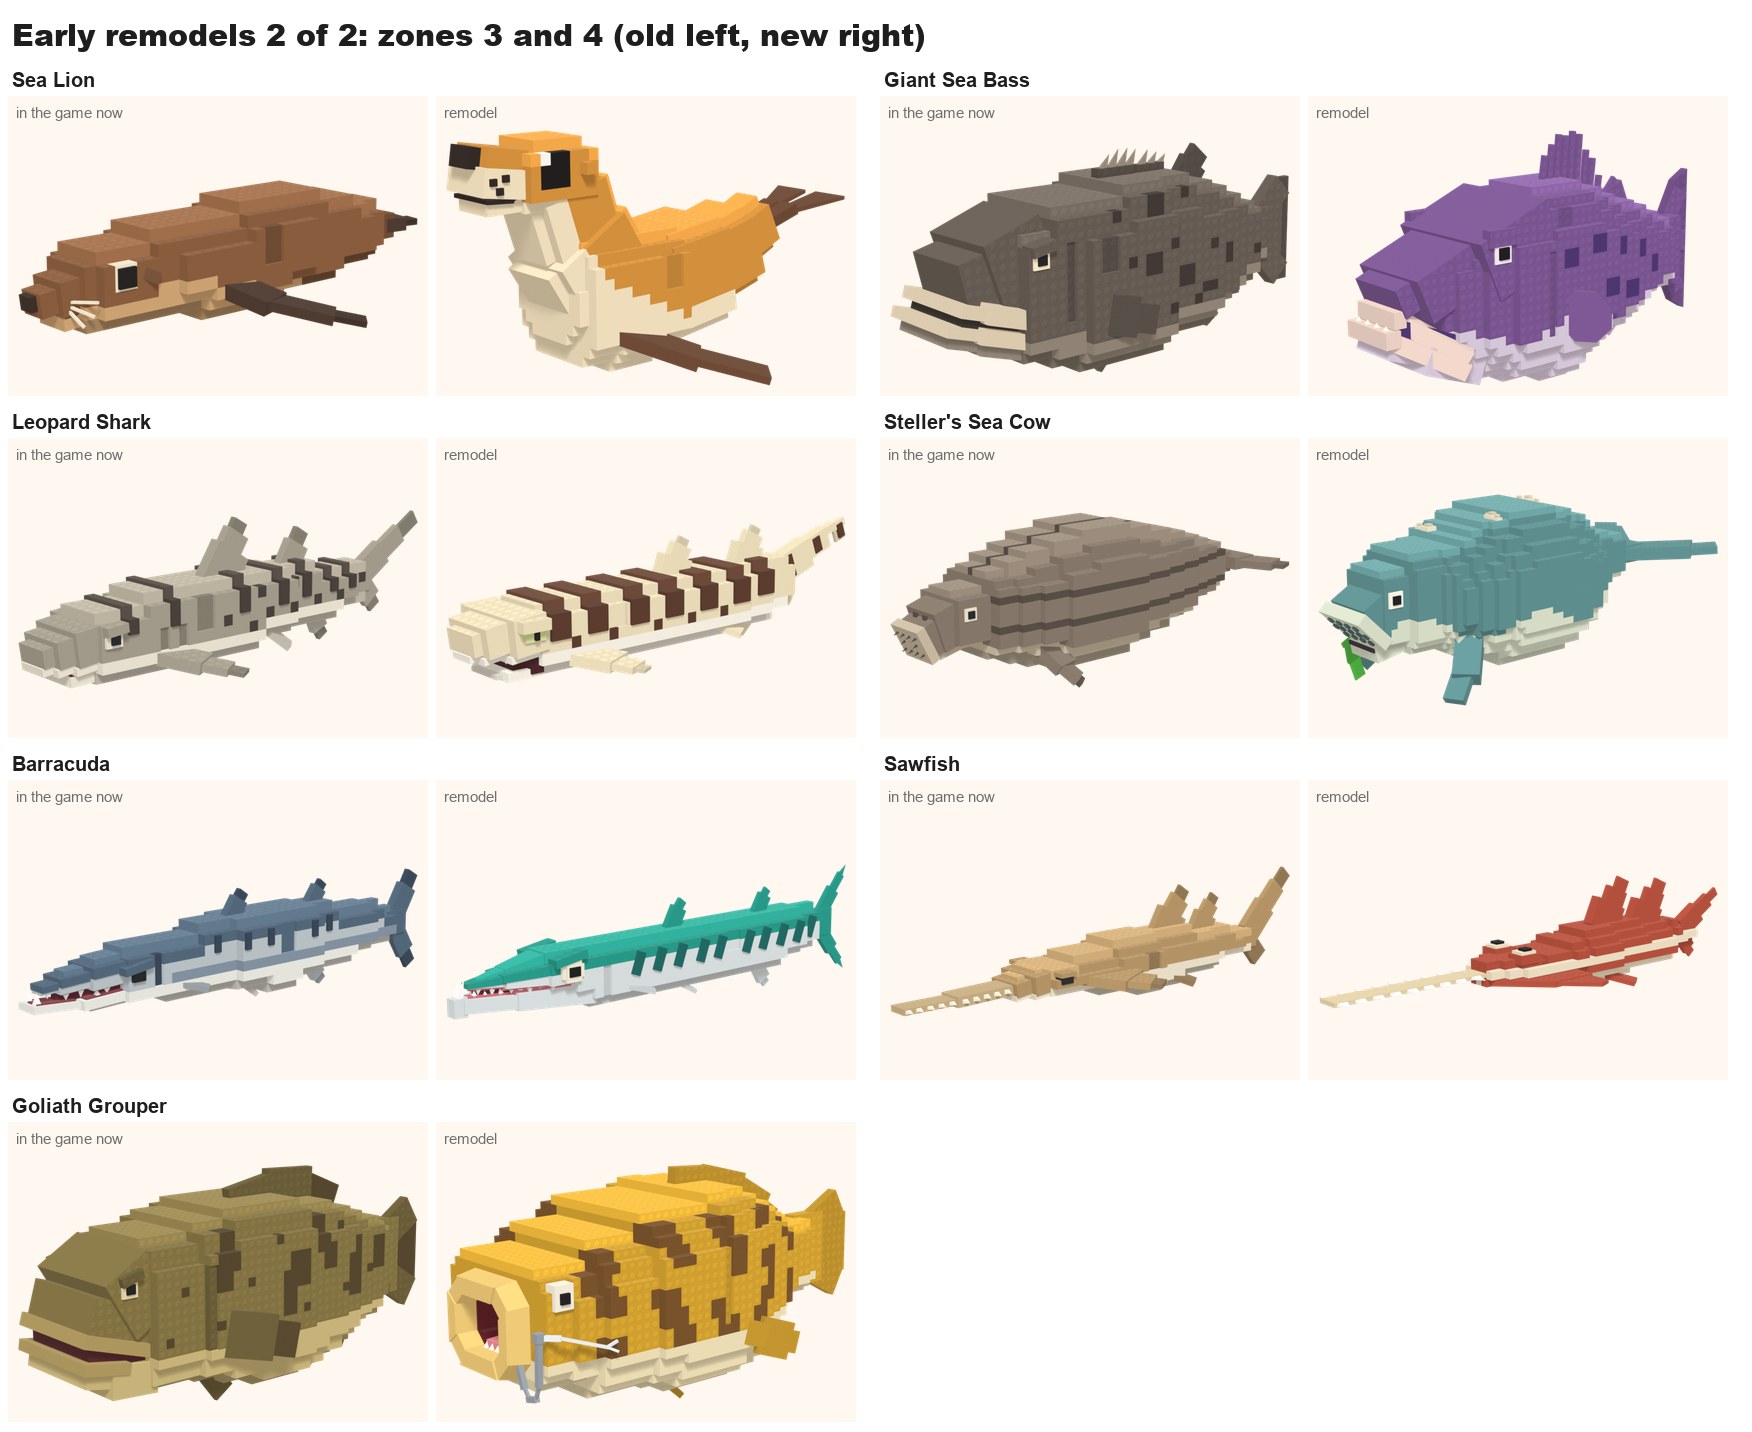 Early remodels 2 of 2: zones 3 and 4 (old left, new right)
Sea Lion
in the game now
remodel
Giant Sea Bass
in the game now
remodel
Leopard Shark
in the game now
remodel
Steller's Sea Cow
in the game now
remodel
Barracuda
in the game now
remodel
Sawfish
in the game now
remodel
Goliath Grouper
in the game now
remodel